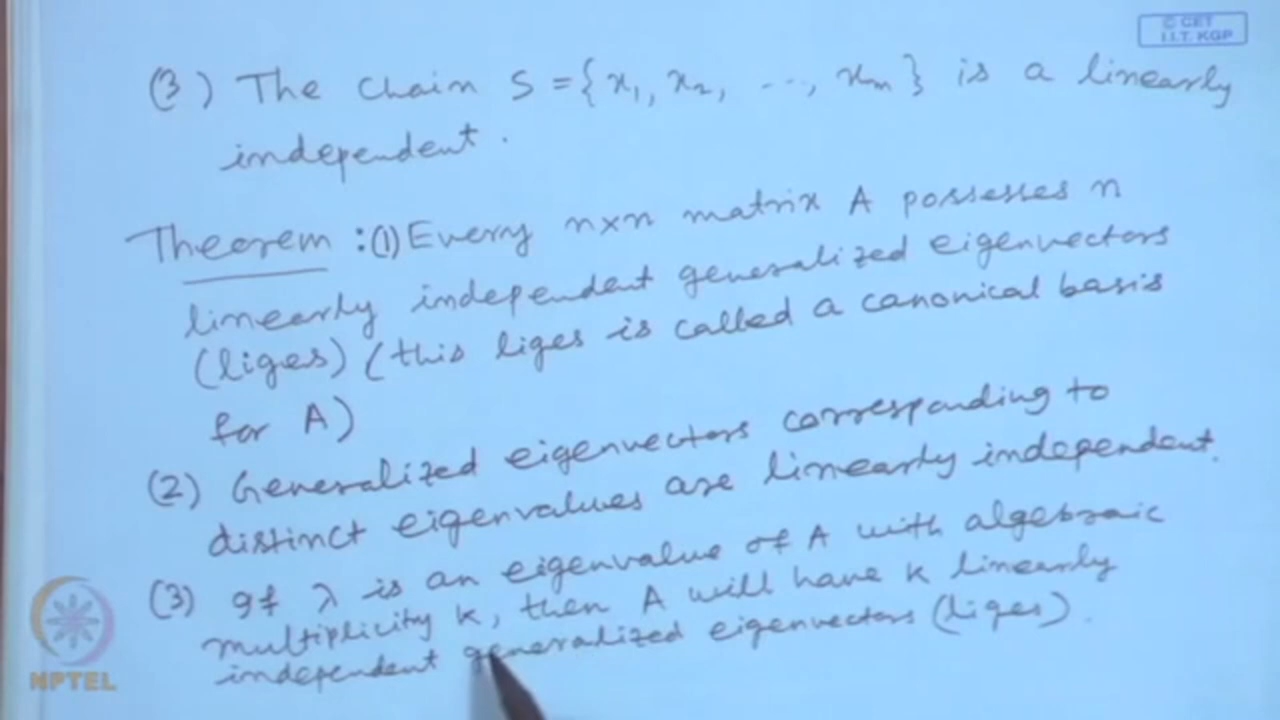 © CET
I.I.T. KGP
(3) The chain S = {x₁, x₂, ..., xₘ} is a linearly
independent.
Theorem : (1) Every n×n matrix A possesses n
linearly independent generalized eigenvectors
(liges) (this liges is called a canonical basis
for A)
(2) Generalized eigenvectors corresponding to
distinct eigenvalues are linearly independent.
(3) If λ is an eigenvalue of A with algebraic
multiplicity k, then A will have k linearly
independent generalized eigenvectors (liges).
NPTEL